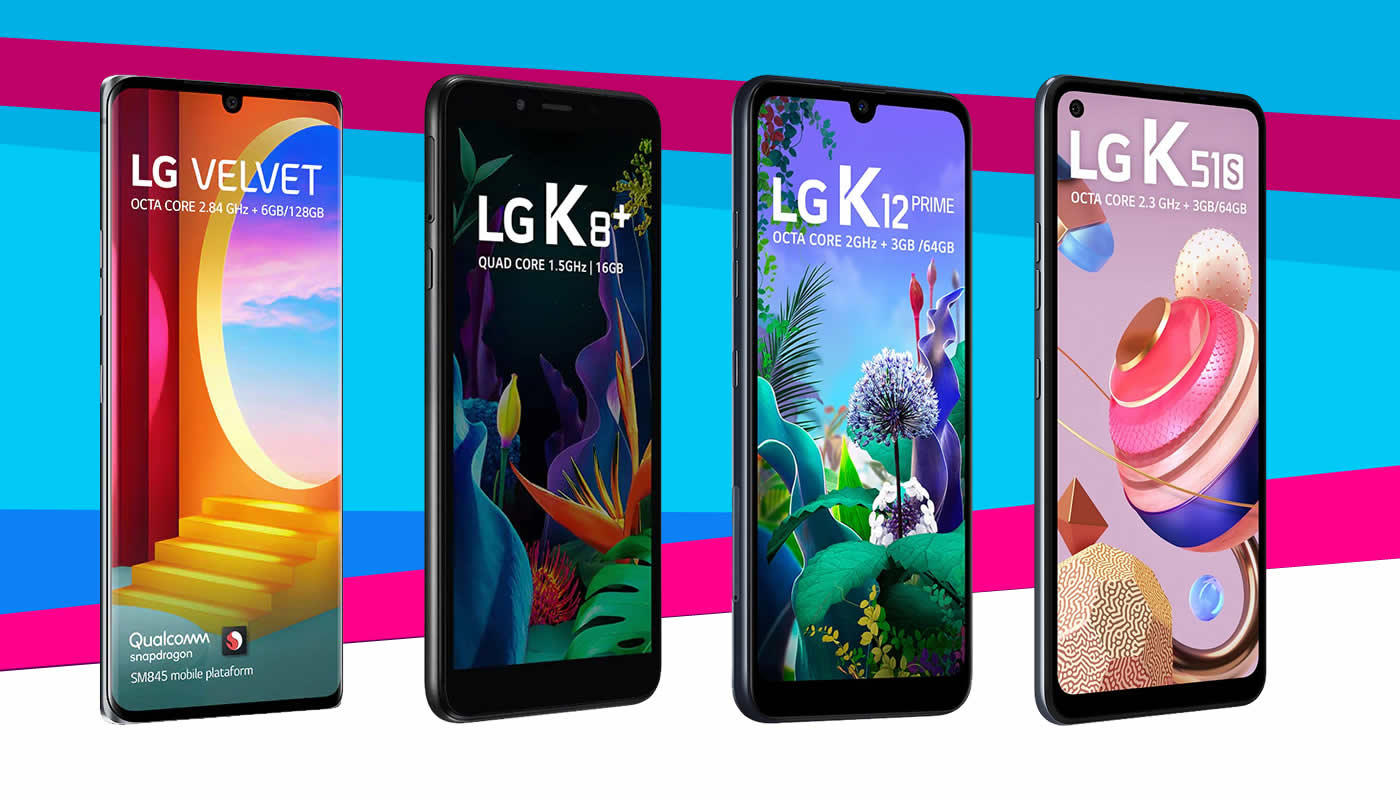 LG VELVET
OCTA CORE 2.84 GHz + 6GB/128GB
Qualcomm
snapdragon
SM845 mobile plataform
LG K8+
QUAD CORE 1.5GHz | 16GB
LG K12 PRIME
OCTA CORE 2GHz + 3GB /64GB
LG K51S
OCTA CORE 2.3 GHz + 3GB/64GB